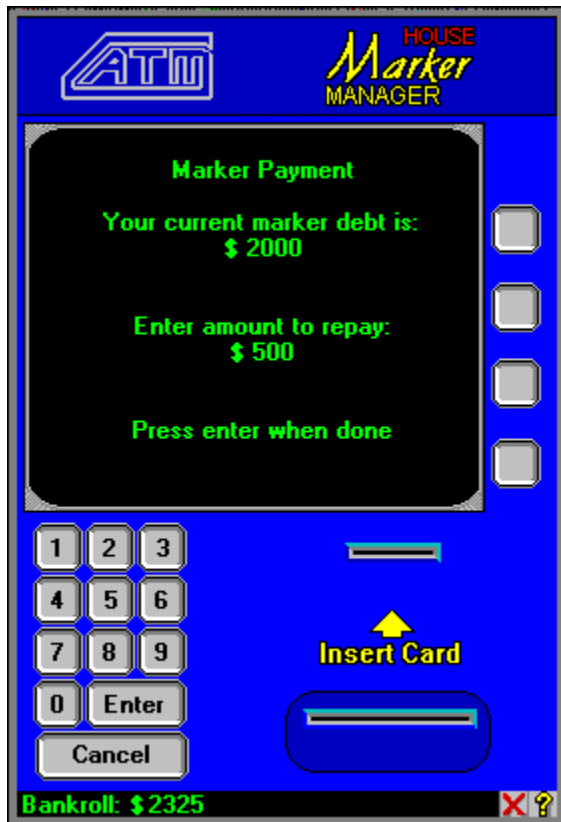 ATM
HOUSE
Marker
MANAGER
Marker Payment
Your current marker debt is:
$ 2000
Enter amount to repay:
$ 500
Press enter when done
1 2 3
4 5 6
7 8 9
0 Enter
Cancel
Insert Card
Bankroll: $ 2325
?